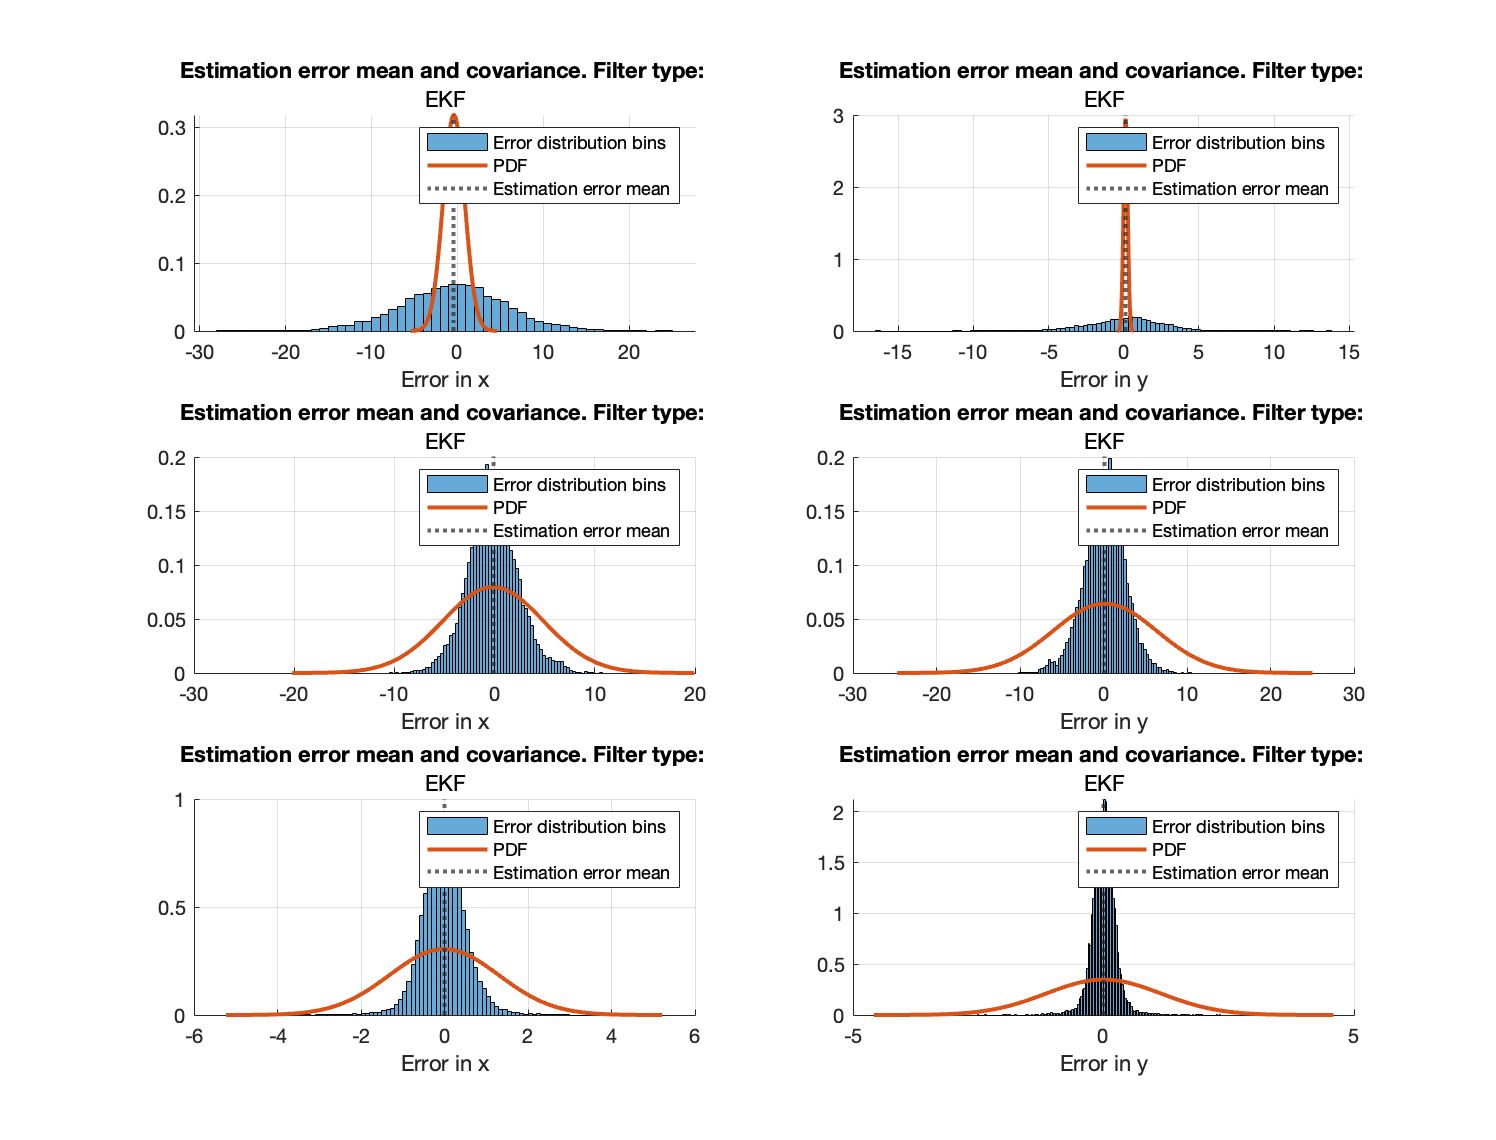 Estimation error mean and covariance. Filter type:
EKF
0.3
0.2
0.1
0
Error distribution bins
PDF
Estimation error mean
-30 -20 -10 0 10 20
Error in x
Estimation error mean and covariance. Filter type:
EKF
3
2
1
0
Error distribution bins
PDF
Estimation error mean
-15 -10 -5 0 5 10 15
Error in y
Estimation error mean and covariance. Filter type:
EKF
0.2
0.15
0.1
0.05
0
Error distribution bins
PDF
Estimation error mean
-30 -20 -10 0 10 20
Error in x
Estimation error mean and covariance. Filter type:
EKF
0.2
0.15
0.1
0.05
0
Error distribution bins
PDF
Estimation error mean
-30 -20 -10 0 10 20 30
Error in y
Estimation error mean and covariance. Filter type:
EKF
1
0.5
0
Error distribution bins
PDF
Estimation error mean
-6 -4 -2 0 2 4 6
Error in x
Estimation error mean and covariance. Filter type:
EKF
2
1.5
1
0.5
0
Error distribution bins
PDF
Estimation error mean
-5 0 5
Error in y